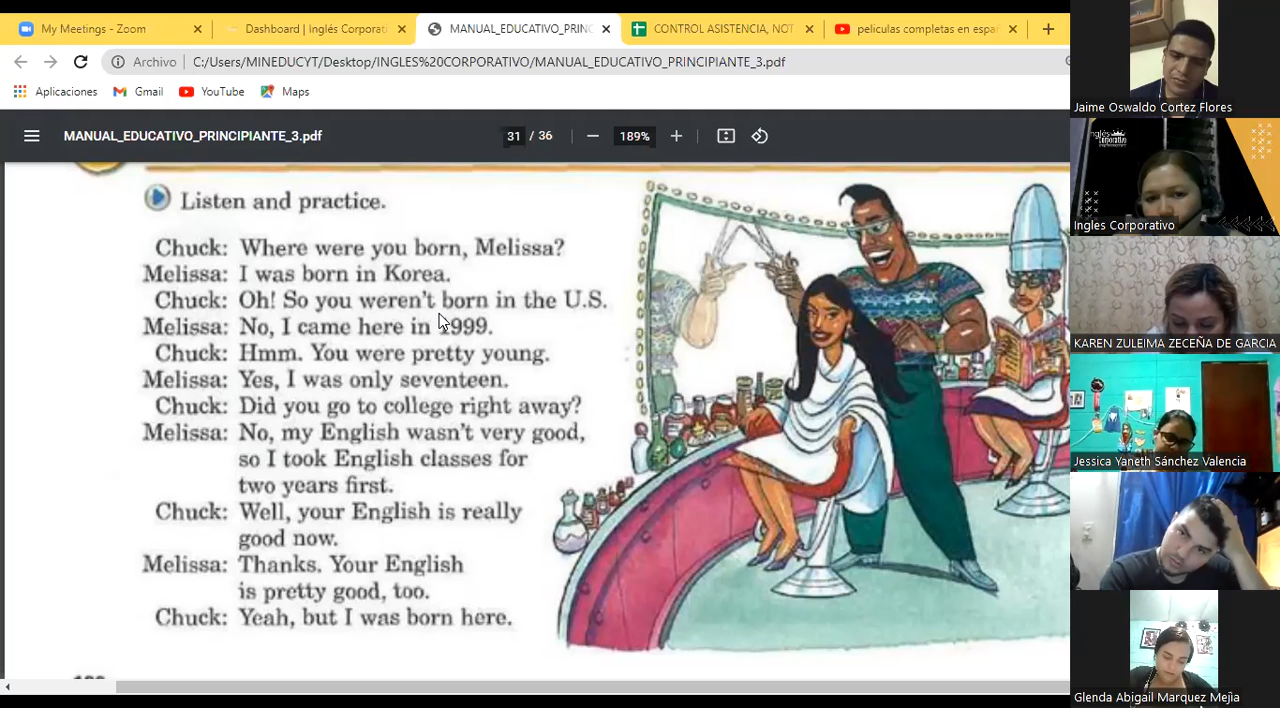 My Meetings - Zoom
Dashboard | Inglés Corporati
MANUAL_EDUCATIVO_PRINC
CONTROL ASISTENCIA, NOT
peliculas completas en españ
Archivo
C:/Users/MINEDUCYT/Desktop/INGLES%20CORPORATIVO/MANUAL_EDUCATIVO_PRINCIPIANTE_3.pdf
Aplicaciones
Gmail
YouTube
Maps
MANUAL_EDUCATIVO_PRINCIPIANTE_3.pdf
31 / 36
189%
Listen and practice.
Chuck: Where were you born, Melissa?
Melissa: I was born in Korea.
Chuck: Oh! So you weren't born in the U.S.
Melissa: No, I came here in 1999.
Chuck: Hmm. You were pretty young.
Melissa: Yes, I was only seventeen.
Chuck: Did you go to college right away?
Melissa: No, my English wasn't very good,
so I took English classes for
two years first.
Chuck: Well, your English is really
good now.
Melissa: Thanks. Your English
is pretty good, too.
Chuck: Yeah, but I was born here.
Jaime Oswaldo Cortez Flores
Inglés
Corporativo
Ingles Corporativo
KAREN ZULEIMA ZECEÑA DE GARCIA
Jessica Yaneth Sánchez Valencia
Glenda Abigail Marquez Mejia